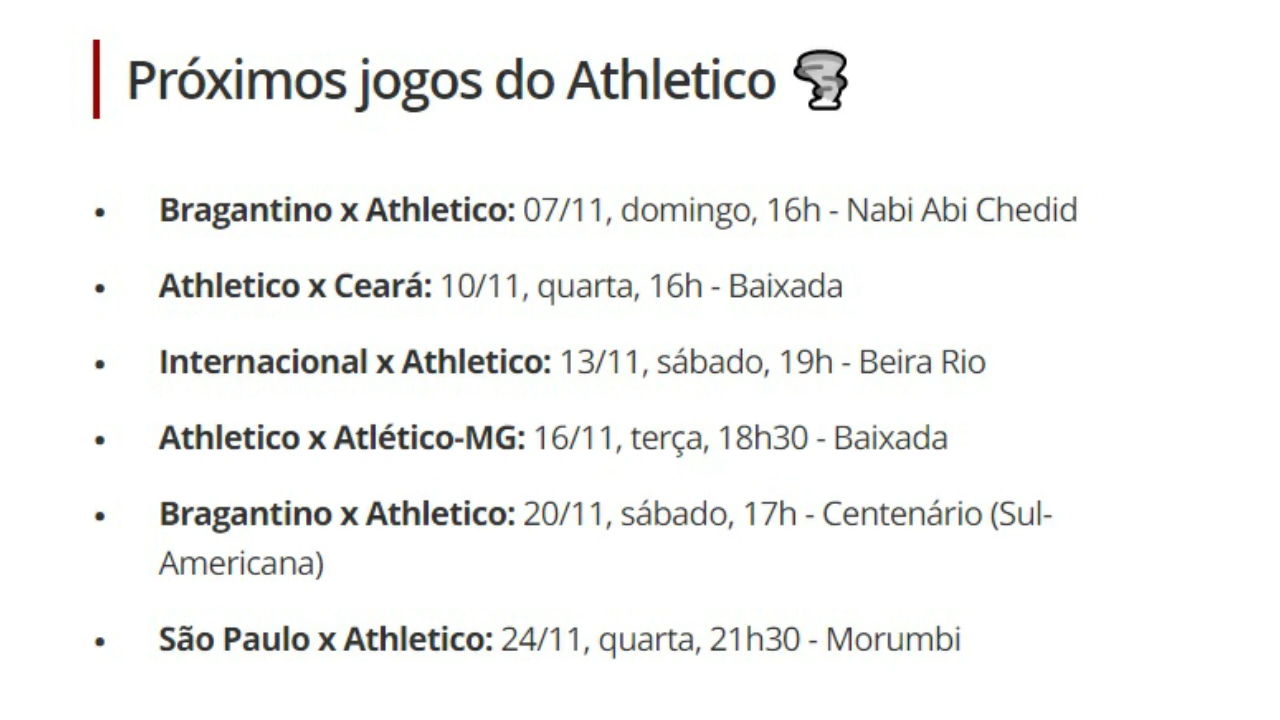 Próximos jogos do Athletico 🌪
• Bragantino x Athletico: 07/11, domingo, 16h - Nabi Abi Chedid
• Athletico x Ceará: 10/11, quarta, 16h - Baixada
• Internacional x Athletico: 13/11, sábado, 19h - Beira Rio
• Athletico x Atlético-MG: 16/11, terça, 18h30 - Baixada
• Bragantino x Athletico: 20/11, sábado, 17h - Centenário (Sul-
Americana)
• São Paulo x Athletico: 24/11, quarta, 21h30 - Morumbi